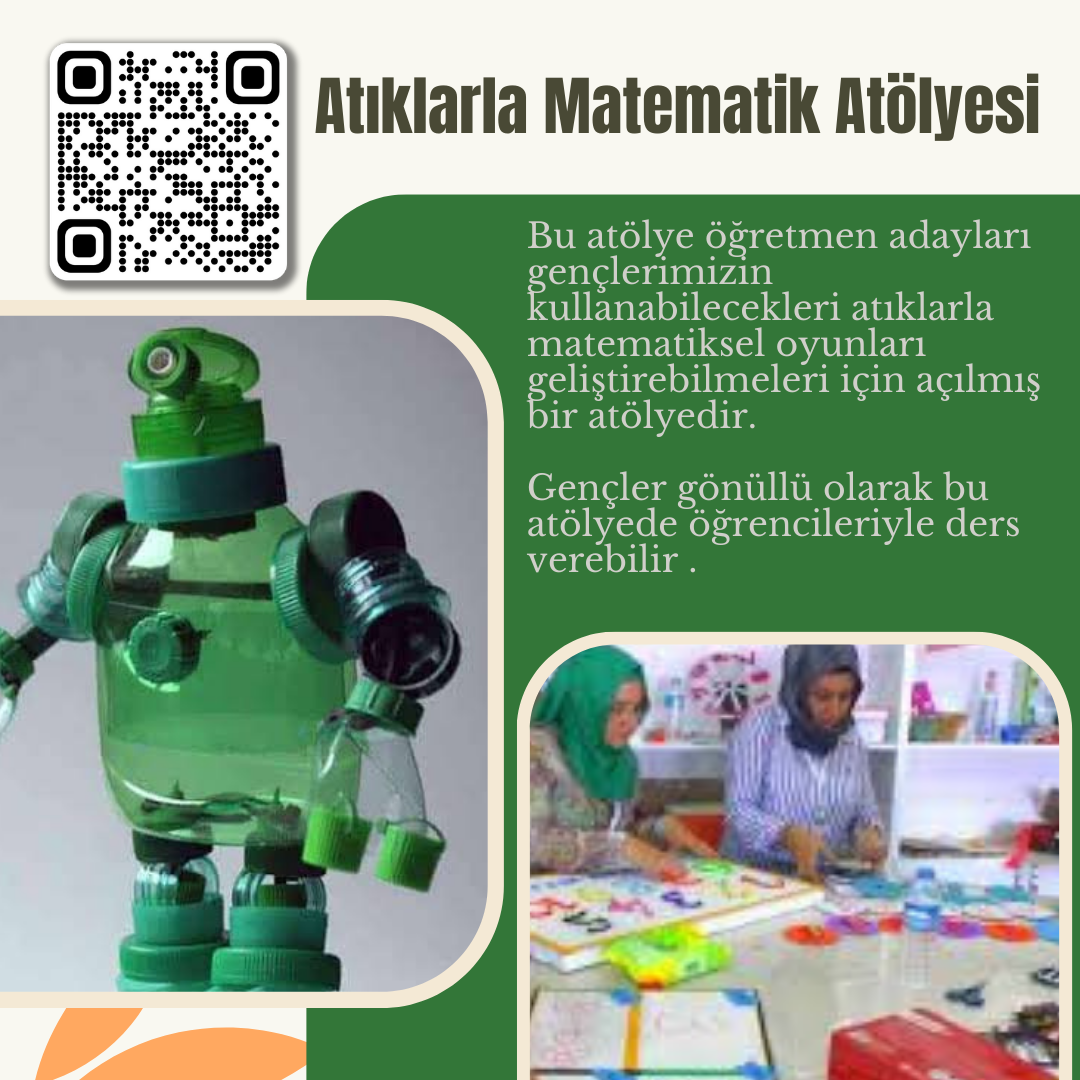 Atıklarla Matematik Atölyesi
Bu atölye öğretmen adayları
gençlerimizin
kullanabilecekleri atıklarla
matematiksel oyunları
geliştirebilmeleri için açılmış
bir atölyedir.
Gençler gönüllü olarak bu
atölyede öğrencileriyle ders
verebilir .